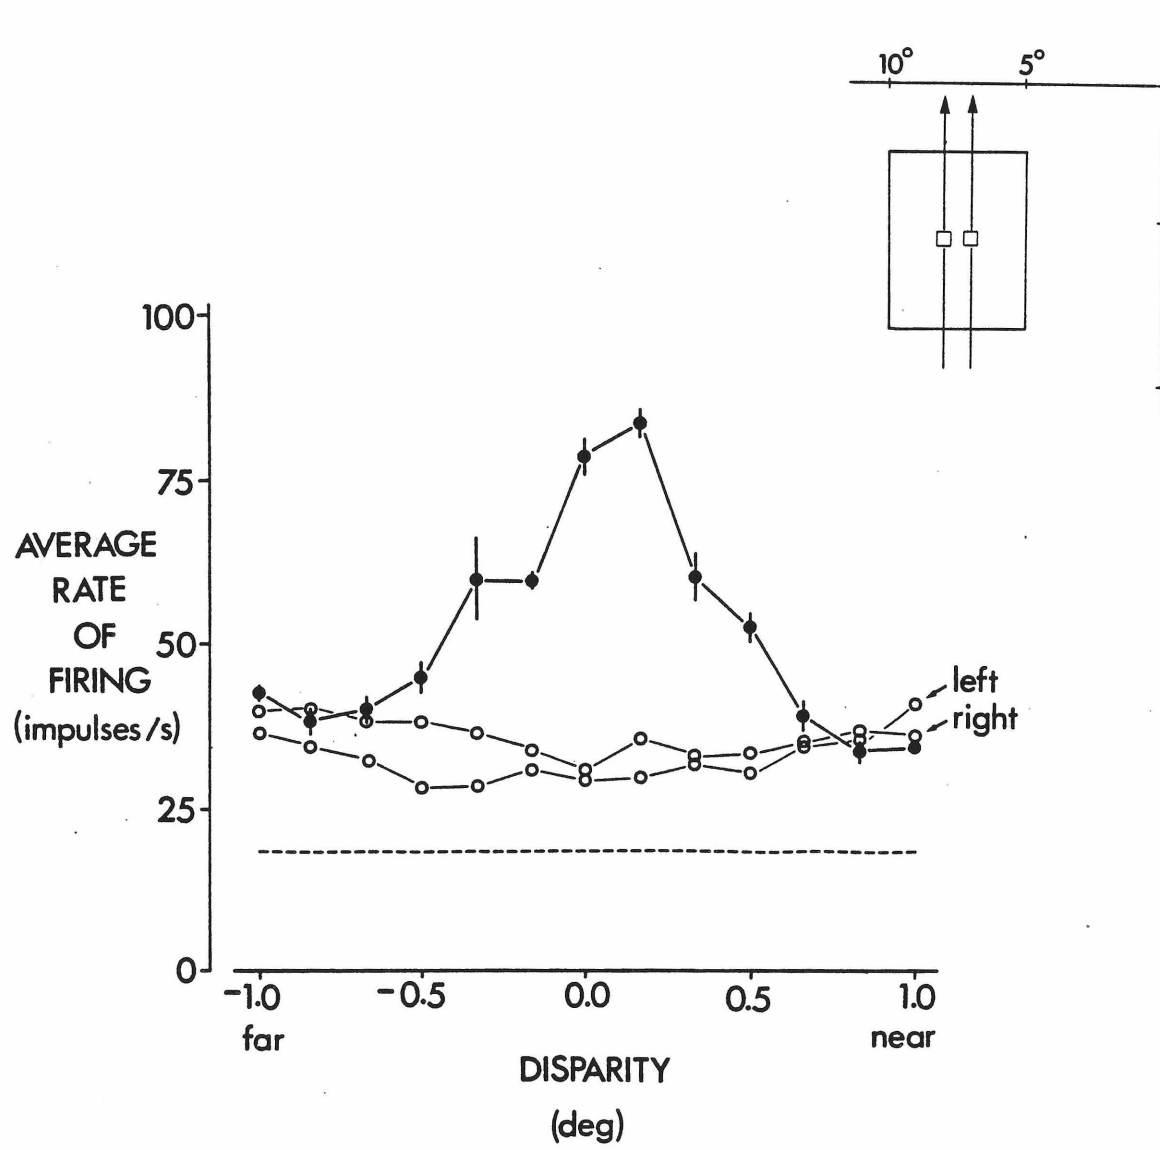 10° 5°
100
75
AVERAGE
RATE
OF
FIRING
(impulses/s)
50
25
0
left
right
-1.0 -0.5 0.0 0.5 1.0
far near
DISPARITY
(deg)